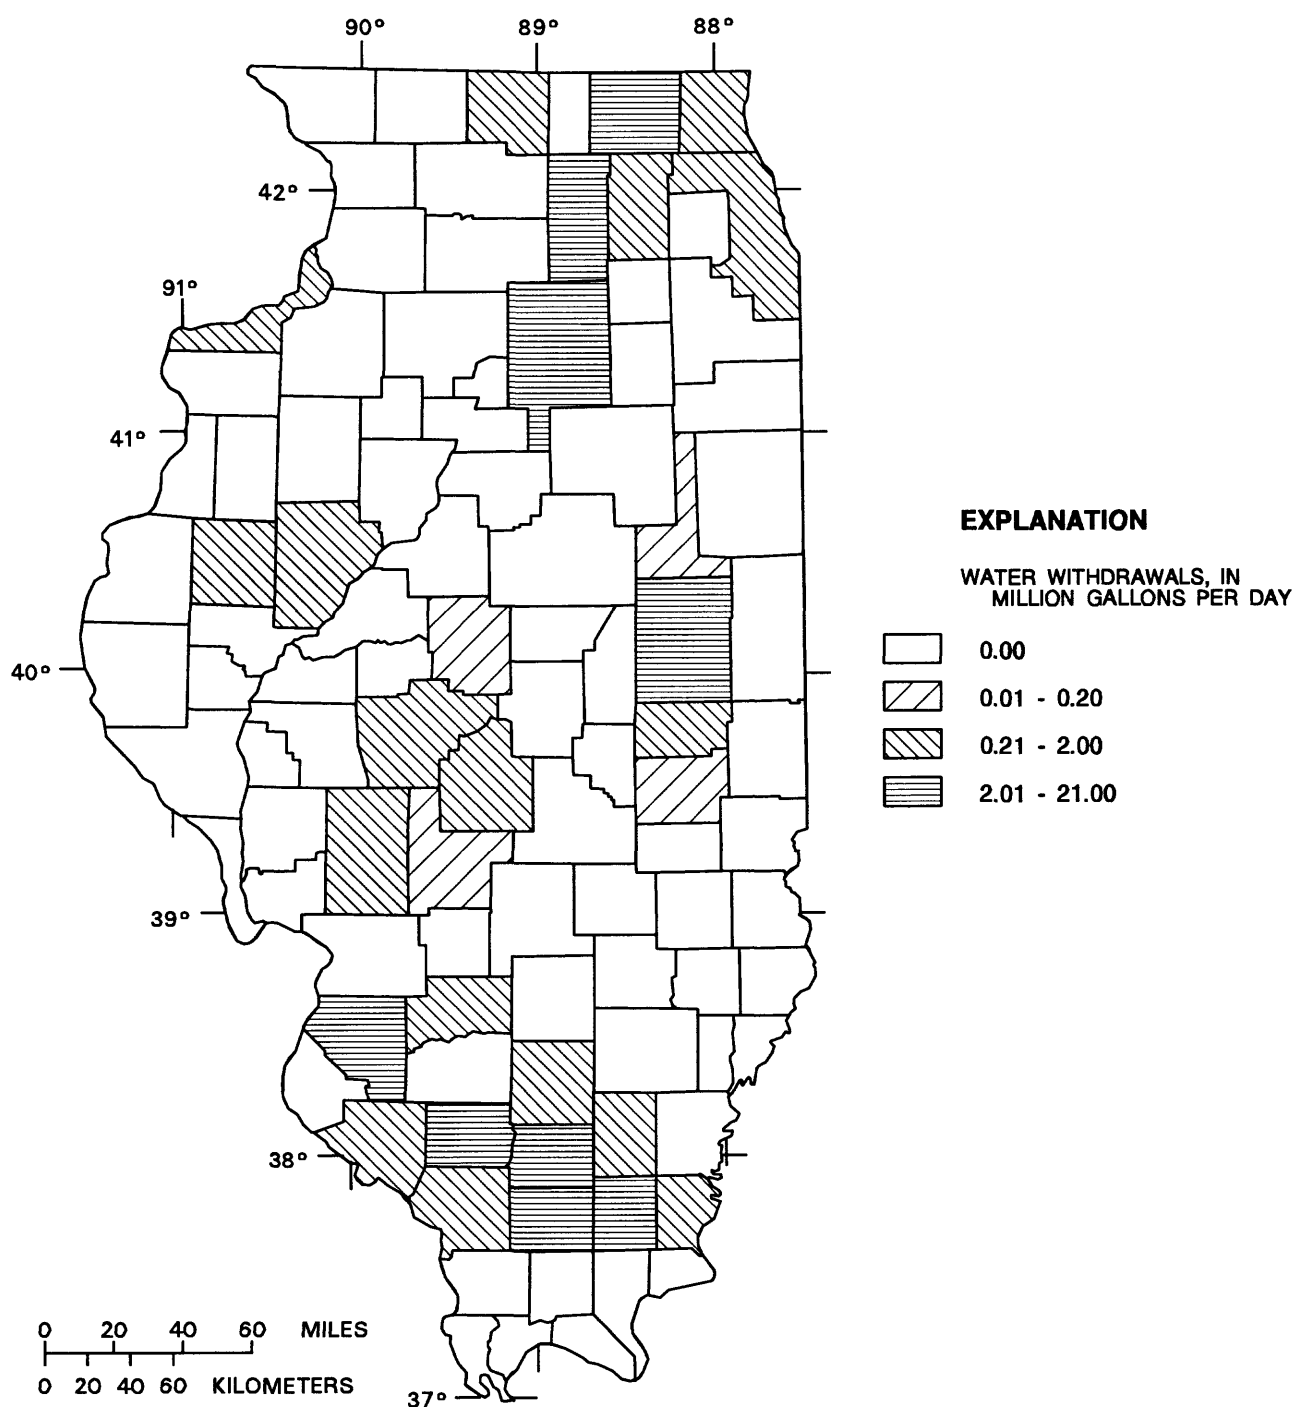 90° 89° 88°
42°
91°
41°
EXPLANATION
WATER WITHDRAWALS, IN
MILLION GALLONS PER DAY
0.00
40°
0.01 - 0.20
0.21 - 2.00
2.01 - 21.00
39°
38°
0 20 40 60 MILES
0 20 40 60 KILOMETERS
37°